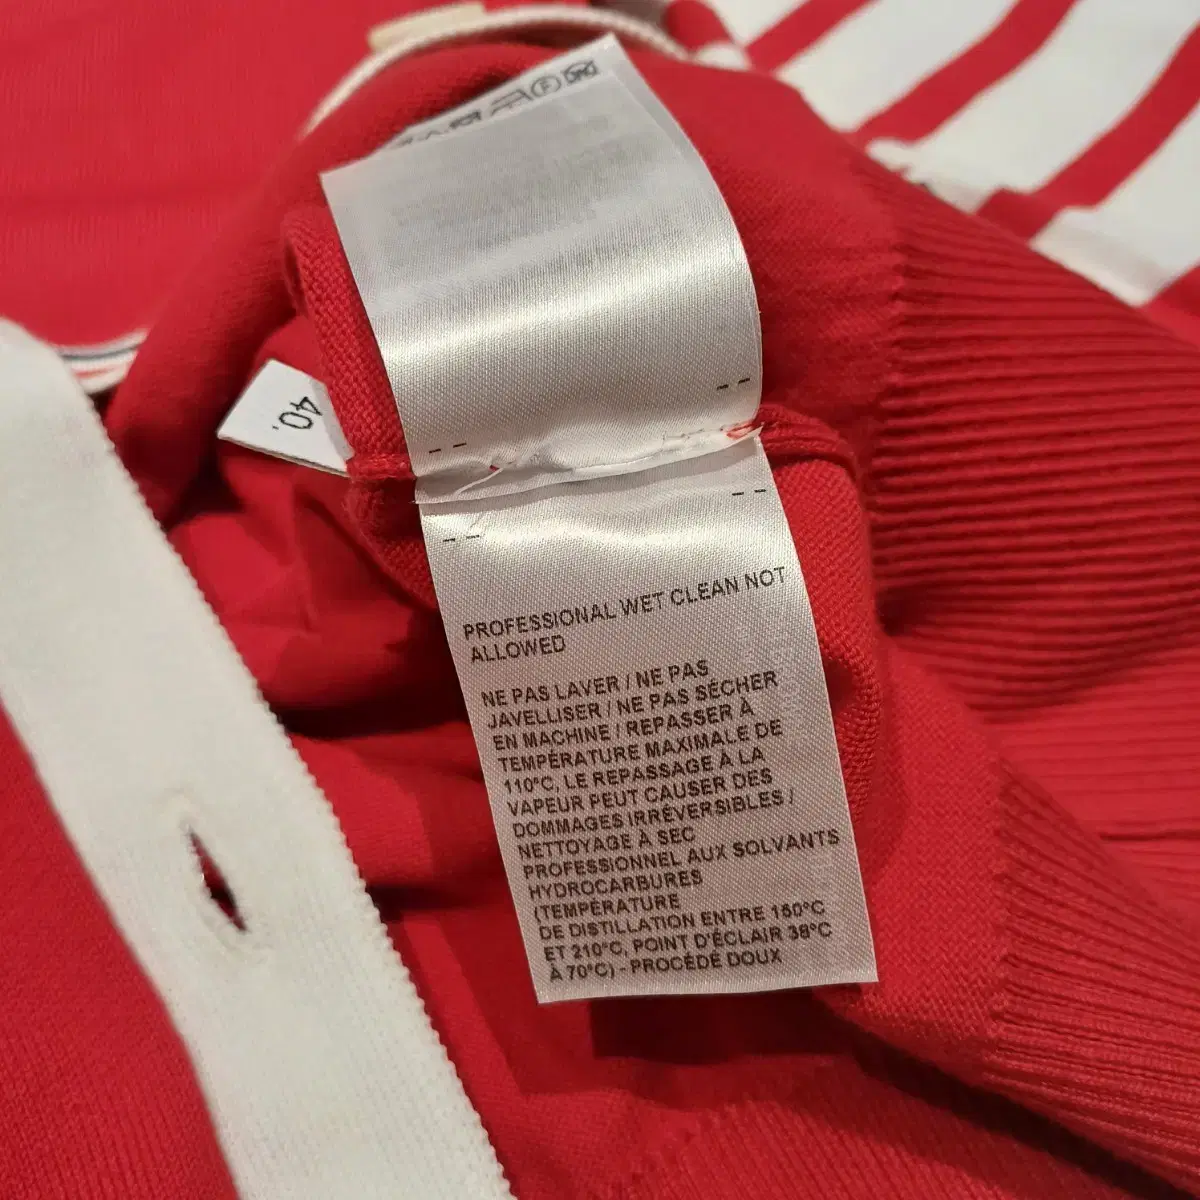 40.
PROFESSIONAL WET CLEAN NOT
ALLOWED
NE PAS LAVER / NE PAS
JAVELLISER / NE PAS SÉCHER
EN MACHINE / REPASSER À
TEMPÉRATURE MAXIMALE DE
110°C, LE REPASSAGE À LA
VAPEUR PEUT CAUSER DES
DOMMAGES IRRÉVERSIBLES /
NETTOYAGE À SEC
PROFESSIONNEL AUX SOLVANTS
HYDROCARBURES
(TEMPÉRATURE
DE DISTILLATION ENTRE 150°C
ET 210°C, POINT D'ÉCLAIR 38°C
À 70°C) - PROCÉDÉ DOUX